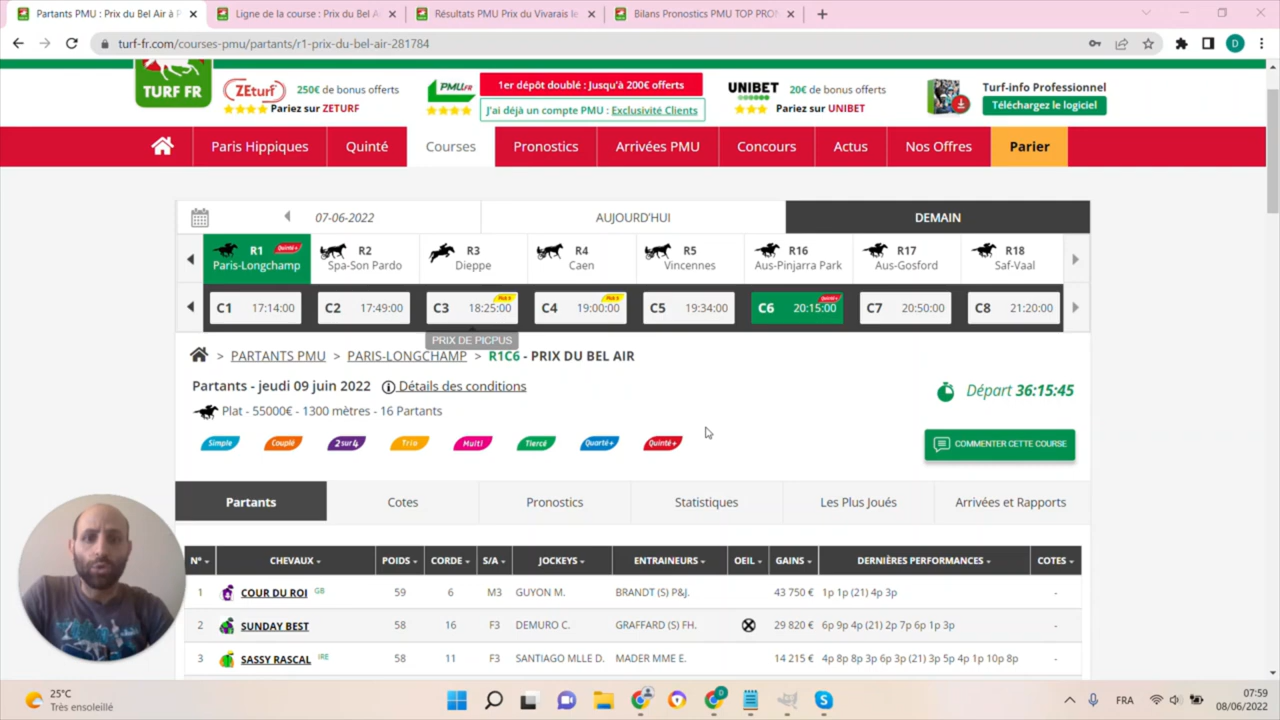 Partants PMU : Prix du Bel Air à P
Ligne de la course : Prix du Bel A
Résultats PMU Prix du Vivarais le
Bilans Pronostics PMU TOP PRO
turf-fr.com/courses-pmu/partants/r1-prix-du-bel-air-281784
D
TURF FR
ZEturf
250€ de bonus offerts
Pariez sur ZETURF
PMU.FR
1er dépôt doublé : Jusqu'à 200€ offerts
J'ai déjà un compte PMU : Exclusivité Clients
UNIBET
20€ de bonus offerts
Pariez sur UNIBET
Turf-info Professionnel
Téléchargez le logiciel
Paris Hippiques Quinté Courses Pronostics Arrivées PMU Concours Actus Nos Offres Parier
07-06-2022 AUJOURD'HUI DEMAIN
R1 Quinté+ R2 R3 R4 R5 R16 R17 R18
Paris-Longchamp Spa-Son Pardo Dieppe Caen Vincennes Aus-Pinjarra Park Aus-Gosford Saf-Vaal
C1 17:14:00 C2 17:49:00 C3 18:25:00 C4 19:00:00 C5 19:34:00 C6 20:15:00 Quinté+ C7 20:50:00 C8 21:20:00
PRIX DE PICPUS
> PARTANTS PMU > PARIS-LONGCHAMP > R1C6 - PRIX DU BEL AIR
Partants - jeudi 09 juin 2022 Détails des conditions
Départ 36:15:45
Plat - 55000€ - 1300 mètres - 16 Partants
Simple Couplé 2sur4 Trio Multi Tiercé Quarté+ Quinté+
COMMENTER CETTE COURSE
Partants Cotes Pronostics Statistiques Les Plus Joués Arrivées et Rapports
N° CHEVAUX POIDS CORDE S/A JOCKEYS ENTRAINEURS OEIL GAINS DERNIÈRES PERFORMANCES COTES
1 COUR DU ROI GB 59 6 M3 GUYON M. BRANDT (S) P&J. 43 750 € 1p 1p (21) 4p 3p -
2 SUNDAY BEST 58 16 F3 DEMURO C. GRAFFARD (S) FH. 29 820 € 6p 9p 4p (21) 2p 7p 6p 1p 3p -
3 SASSY RASCAL IRE 58 11 F3 SANTIAGO MLLE D. MADER MME E. 14 215 € 4p 8p 8p 3p 6p 3p (21) 3p 5p 4p 1p 10p 8p -
25°C
Très ensoleillé
FRA
07:59
08/06/2022